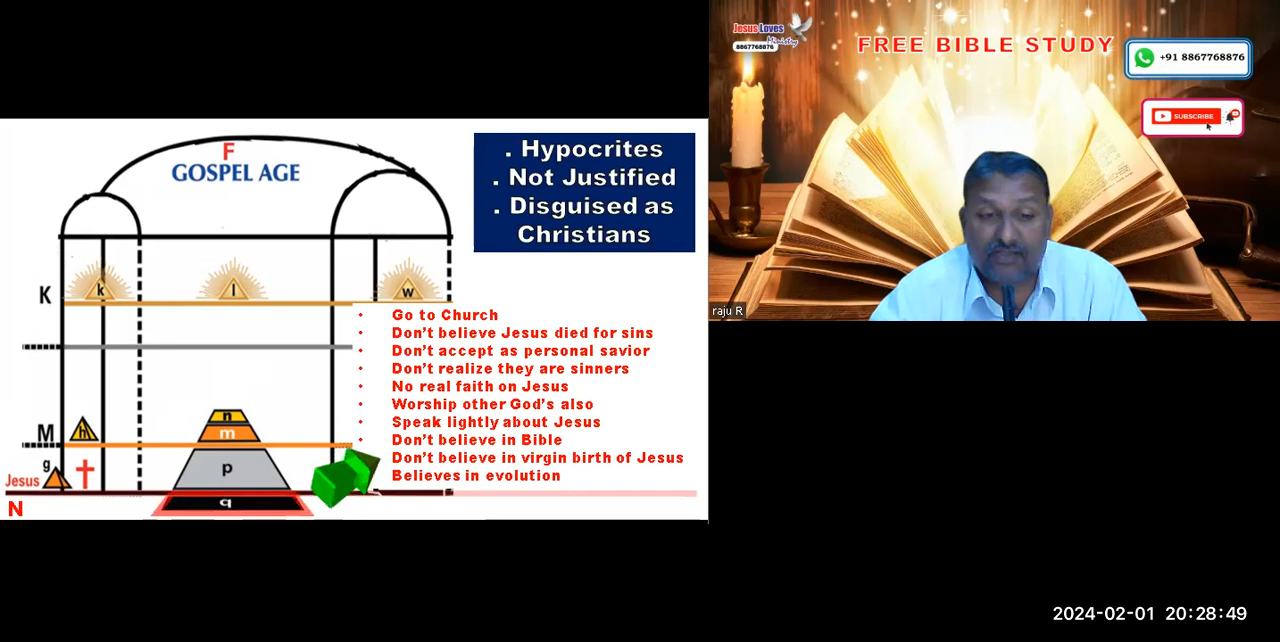 F
GOSPEL AGE
. Hypocrites
. Not Justified
. Disguised as
Christians
K
k
l
w
• Go to Church
• Don't believe Jesus died for sins
• Don't accept as personal savior
• Don't realize they are sinners
• No real faith on Jesus
• Worship other God's also
• Speak lightly about Jesus
• Don't believe in Bible
Don't believe in virgin birth of Jesus
Believes in evolution
M
h
n
m
g
Jesus
p
q
N
Jesus Loves
Ministry
8867768876
FREE BIBLE STUDY
+91 8867768876
SUBSCRIBE
raju R
2024-02-01 20:28:49